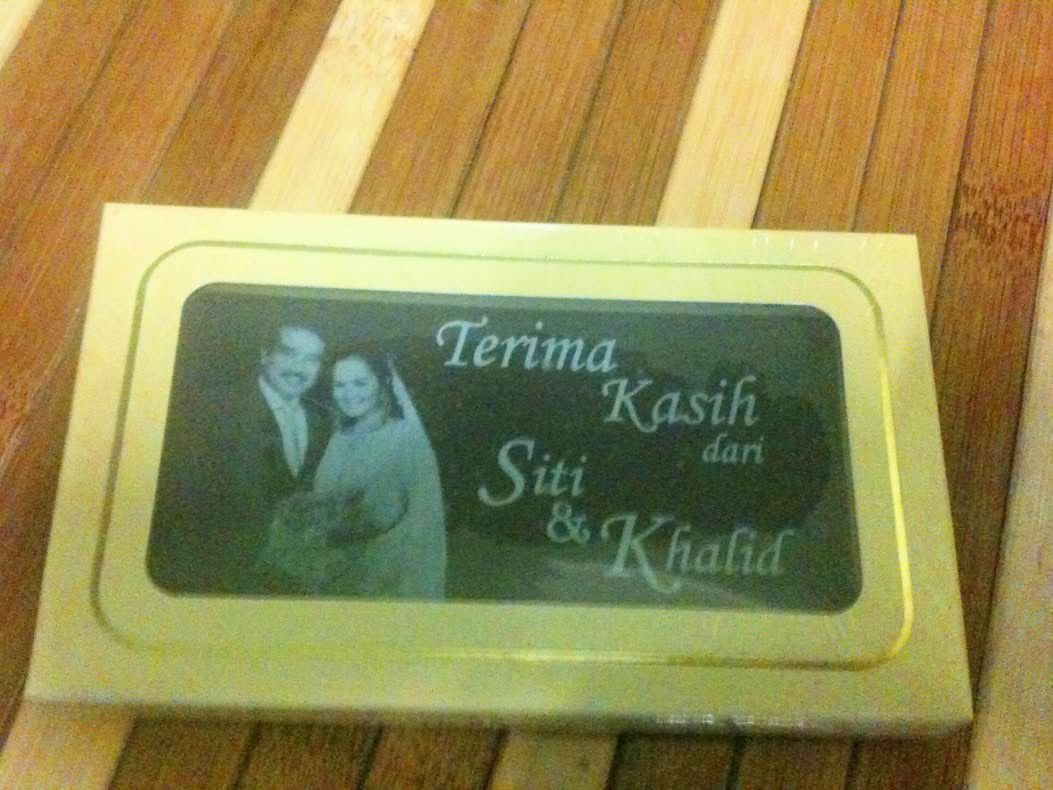 Terima
Kasih
dari
Siti
&
Khalid